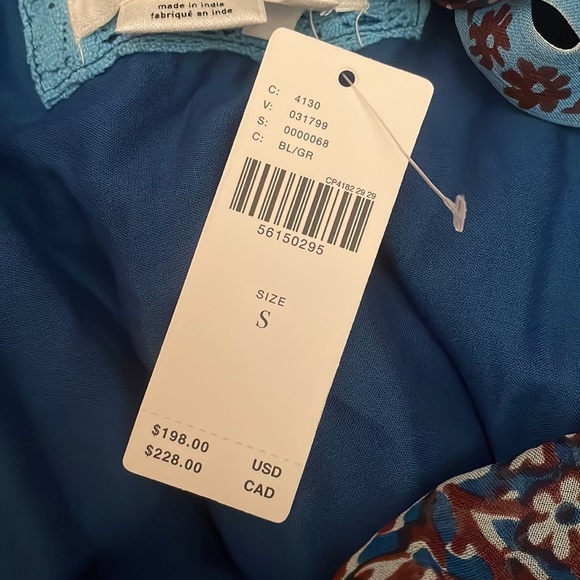 made in india
fabriqué en inde
C: 4130
V: 031799
S: 0000068
C: BL/GR
CP4182 29 29
56150295
SIZE
S
$198.00 USD
$228.00 CAD